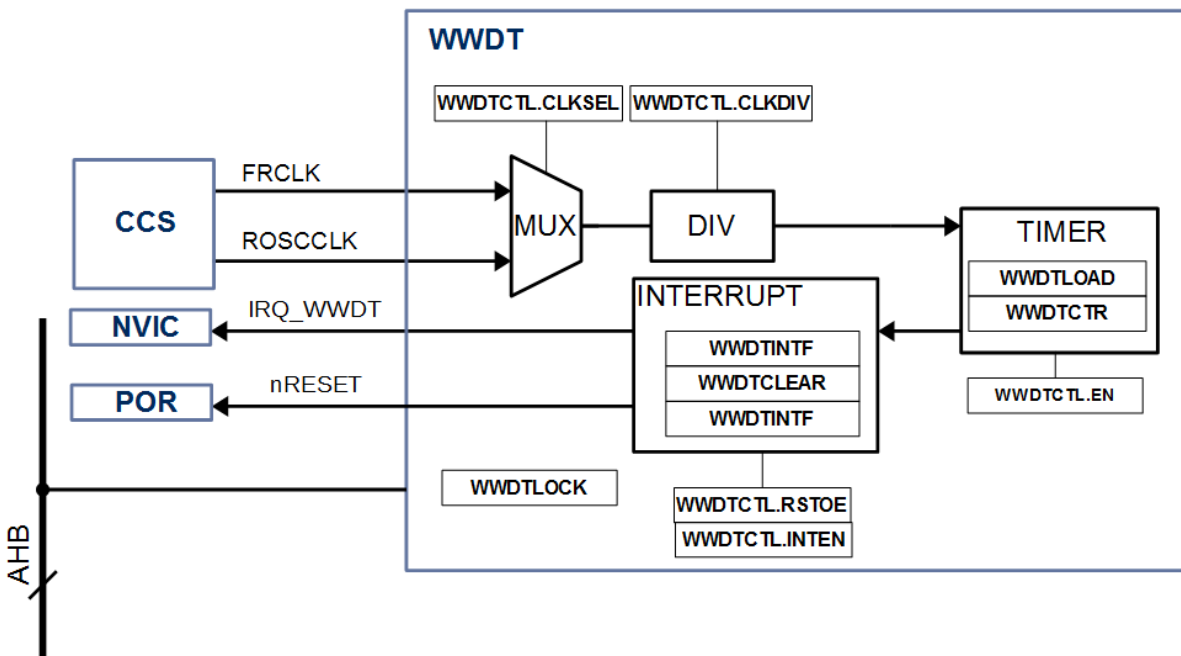 WWDT
WWDTCTL.CLKSEL
WWDTCTL.CLKDIV
FRCLK
CCS
MUX
DIV
TIMER
ROSCCLK
WWDTLOAD
INTERRUPT
WWDTCTR
IRQ_WWDT
NVIC
WWDTINTF
WWDTCLEAR
nRESET
POR
WWDTCTL.EN
WWDTINTF
WWDTLOCK
WWDTCTL.RSTOE
WWDTCTL.INTEN
AHB